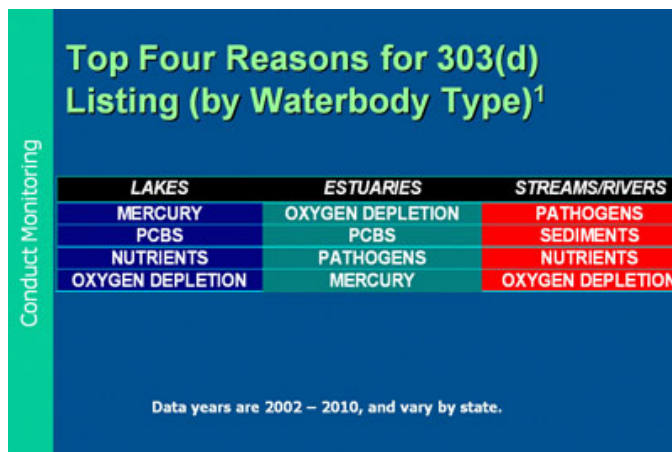 Top Four Reasons for 303(d)
Listing (by Waterbody Type)¹
Conduct Monitoring
LAKES ESTUARIES STREAMS/RIVERS
MERCURY OXYGEN DEPLETION PATHOGENS
PCBS PCBS SEDIMENTS
NUTRIENTS PATHOGENS NUTRIENTS
OXYGEN DEPLETION MERCURY OXYGEN DEPLETION
Data years are 2002 – 2010, and vary by state.